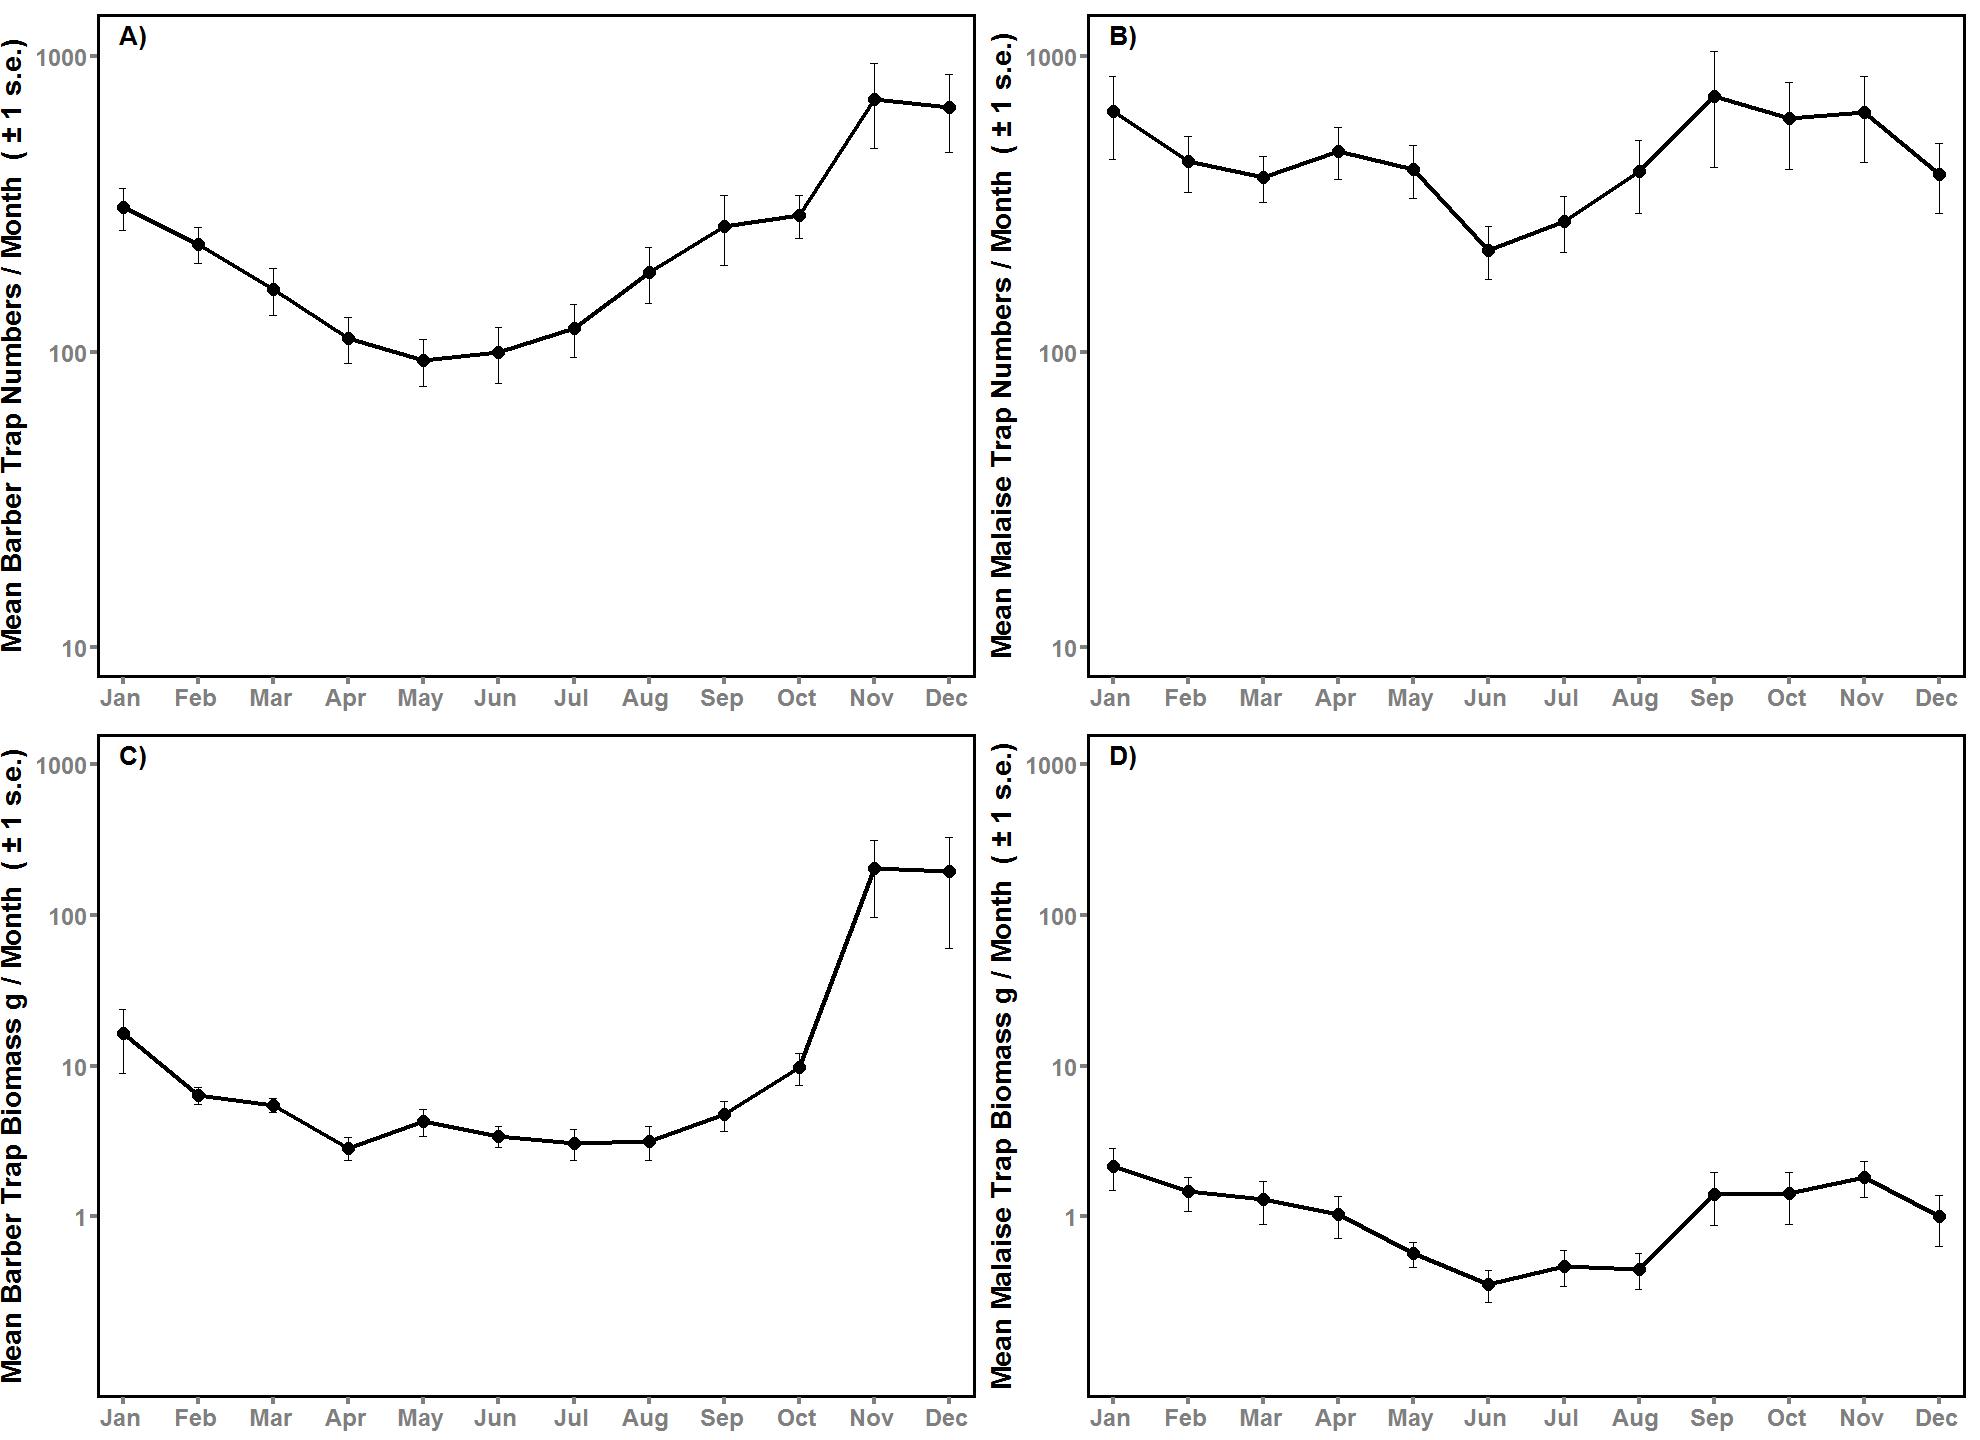 A)
Mean Barber Trap Numbers / Month ( ± 1 s.e.)
1000
100
10
Jan Feb Mar Apr May Jun Jul Aug Sep Oct Nov Dec
B)
Mean Malaise Trap Numbers / Month ( ± 1 s.e.)
1000
100
10
Jan Feb Mar Apr May Jun Jul Aug Sep Oct Nov Dec
C)
Mean Barber Trap Biomass g / Month ( ± 1 s.e.)
1000
100
10
1
Jan Feb Mar Apr May Jun Jul Aug Sep Oct Nov Dec
D)
Mean Malaise Trap Biomass g / Month ( ± 1 s.e.)
1000
100
10
1
Jan Feb Mar Apr May Jun Jul Aug Sep Oct Nov Dec